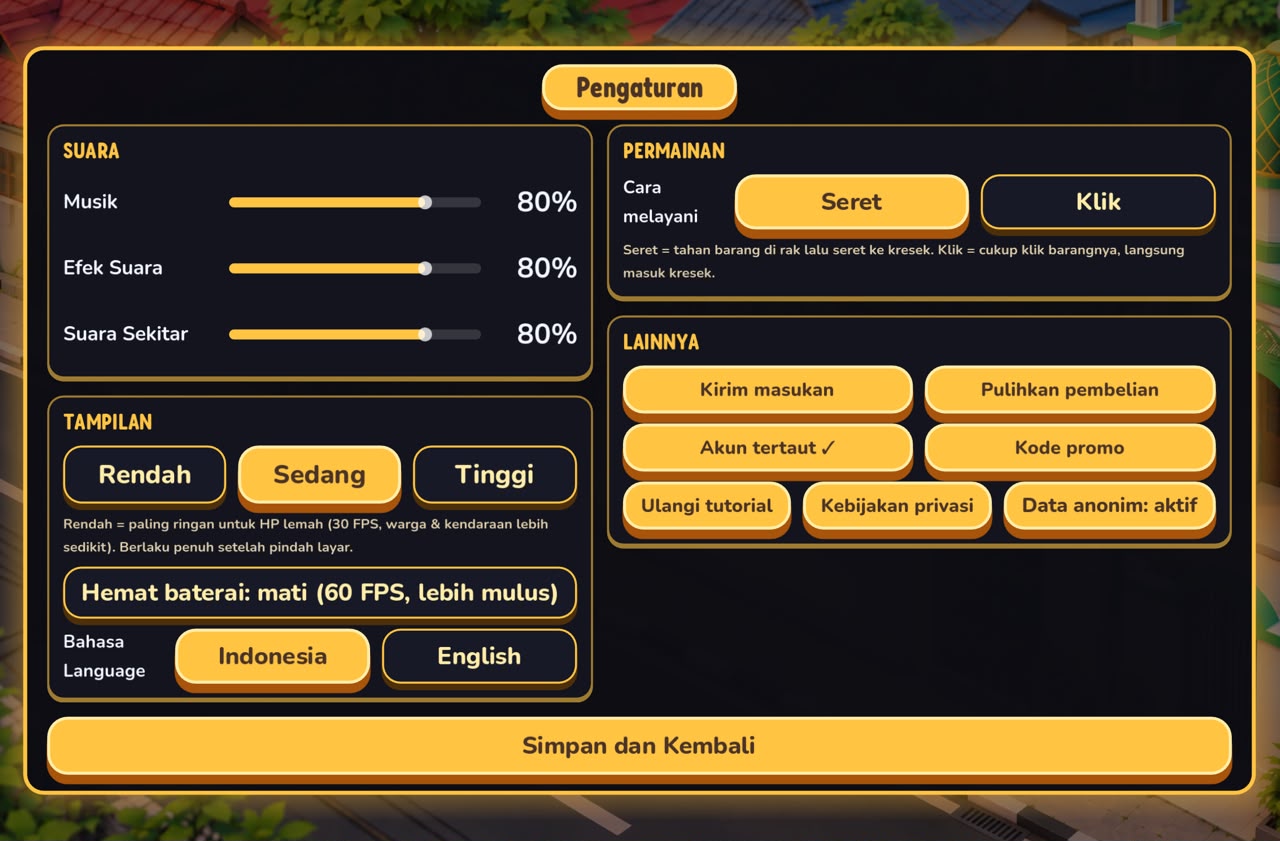 Pengaturan
SUARA
Musik 80%
Efek Suara 80%
Suara Sekitar 80%
TAMPILAN
Rendah Sedang Tinggi
Rendah = paling ringan untuk HP lemah (30 FPS, warga & kendaraan lebih
sedikit). Berlaku penuh setelah pindah layar.
Hemat baterai: mati (60 FPS, lebih mulus)
Bahasa
Language
Indonesia English
PERMAINAN
Cara
melayani
Seret Klik
Seret = tahan barang di rak lalu seret ke kresek. Klik = cukup klik barangnya, langsung
masuk kresek.
LAINNYA
Kirim masukan Pulihkan pembelian
Akun tertaut ✓ Kode promo
Ulangi tutorial Kebijakan privasi Data anonim: aktif
Simpan dan Kembali